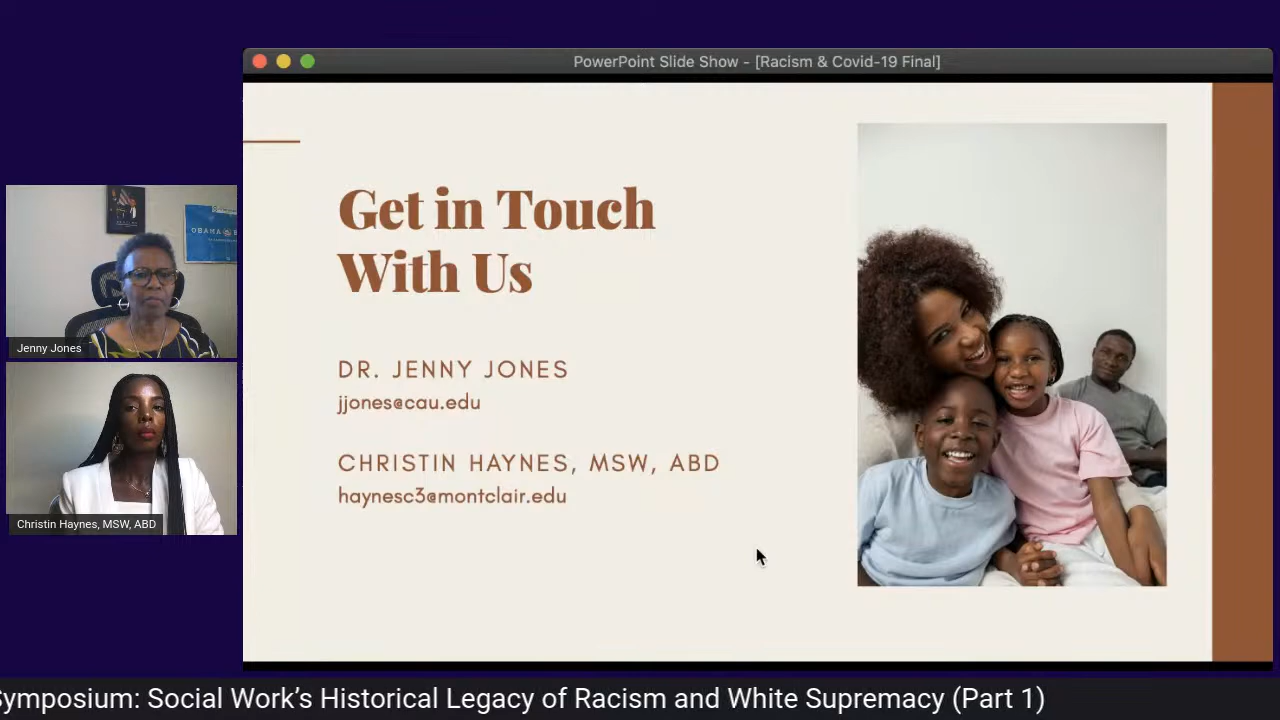 PowerPoint Slide Show - [Racism & Covid-19 Final]
Get in Touch
With Us
DR. JENNY JONES
jjones@cau.edu
CHRISTIN HAYNES, MSW, ABD
haynesc3@montclair.edu
OBAMA
Jenny Jones
Christin Haynes, MSW, ABD
Symposium: Social Work’s Historical Legacy of Racism and White Supremacy (Part 1)